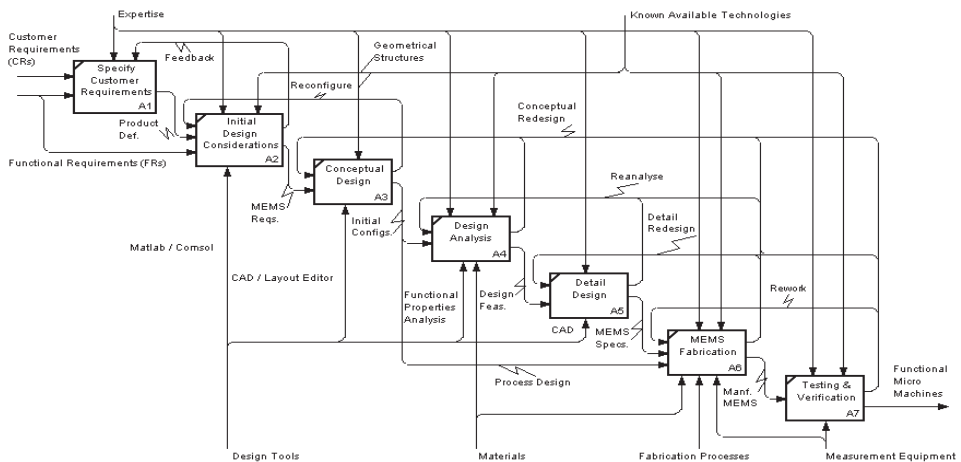 Expertise
Known Available Technologies
Customer
Requirements
(CRs)
Feedback
Geometrical
Structures
Specify
Customer
Requirements
A1
Reconfigure
Conceptual
Redesign
Product
Def.
Initial
Design
Considerations
A2
Functional Requirements (FRs)
Conceptual
Design
A3
Reanalyse
MEMS
Reqs.
Initial
Configs.
Detail
Redesign
Design
Analysis
A4
Matlab / Comsol
CAD / Layout Editor
Functional
Properties
Analysis
Design
Feas.
Detail
Design
A5
Rework
CAD
MEMS
Specs.
MEMS
Fabrication
A6
Process Design
Manf.
MEMS
Testing &
Verification
A7
Functional
Micro
Machines
Design Tools
Materials
Fabrication Processes
Measurement Equipment